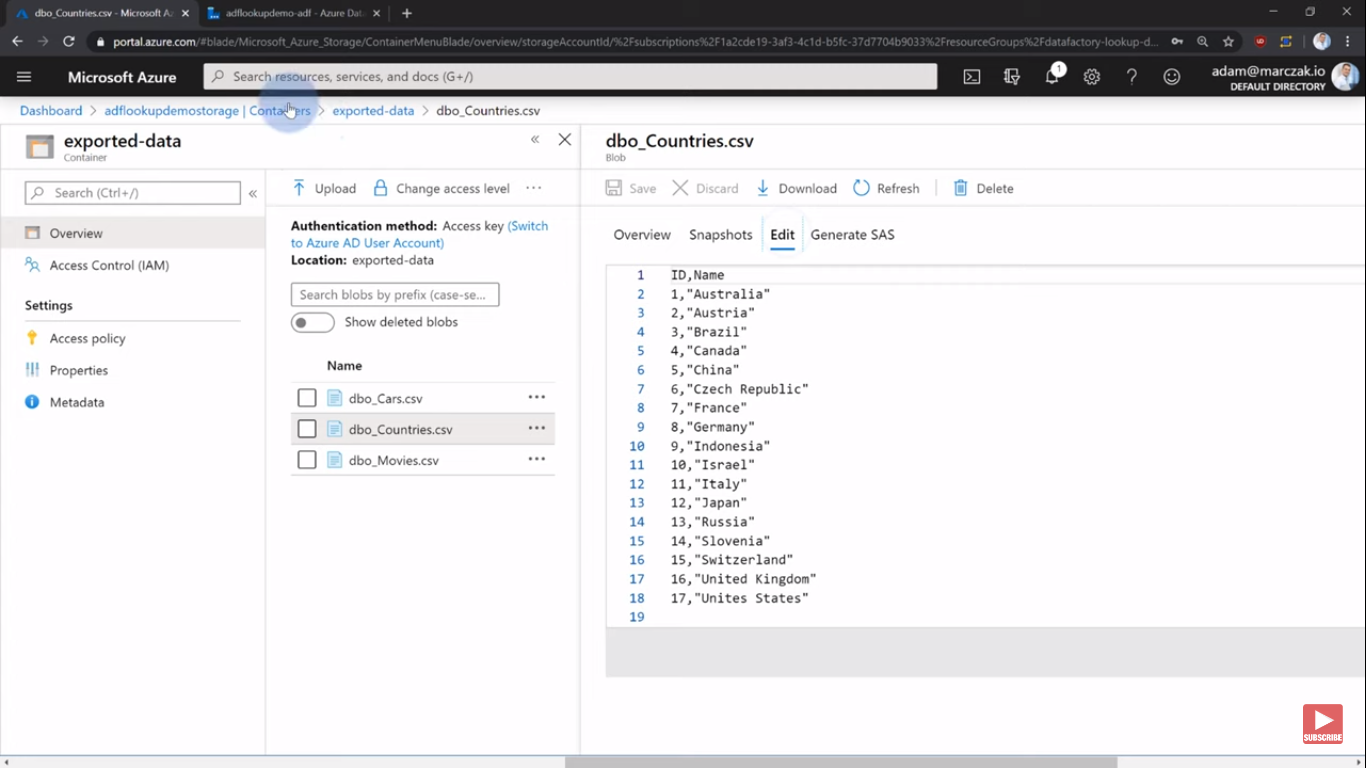 dbo_Countries.csv - Microsoft Az
adflookupdemo-adf - Azure Data
portal.azure.com/#blade/Microsoft_Azure_Storage/ContainerMenuBlade/overview/storageAccountId/%2Fsubscriptions%2F1a2cde19-3af3-4c1d-b5fc-37d7704b9033%2FresourceGroups%2Fdatafactory-lookup-d...
Microsoft Azure
Search resources, services, and docs (G+/)
1
adam@marczak.io
DEFAULT DIRECTORY
Dashboard > adflookupdemostorage | Containers > exported-data > dbo_Countries.csv
exported-data
Container
Search (Ctrl+/)
Overview
Access Control (IAM)
Settings
Access policy
Properties
Metadata
Upload
Change access level
Authentication method: Access key (Switch
to Azure AD User Account)
Location: exported-data
Search blobs by prefix (case-se...
Show deleted blobs
Name
dbo_Cars.csv
dbo_Countries.csv
dbo_Movies.csv
dbo_Countries.csv
Blob
Save Discard Download Refresh Delete
Overview Snapshots Edit Generate SAS
1 ID,Name
2 1,"Australia"
3 2,"Austria"
4 3,"Brazil"
5 4,"Canada"
6 5,"China"
7 6,"Czech Republic"
8 7,"France"
9 8,"Germany"
10 9,"Indonesia"
11 10,"Israel"
12 11,"Italy"
13 12,"Japan"
14 13,"Russia"
15 14,"Slovenia"
16 15,"Switzerland"
17 16,"United Kingdom"
18 17,"Unites States"
19
SUBSCRIBE